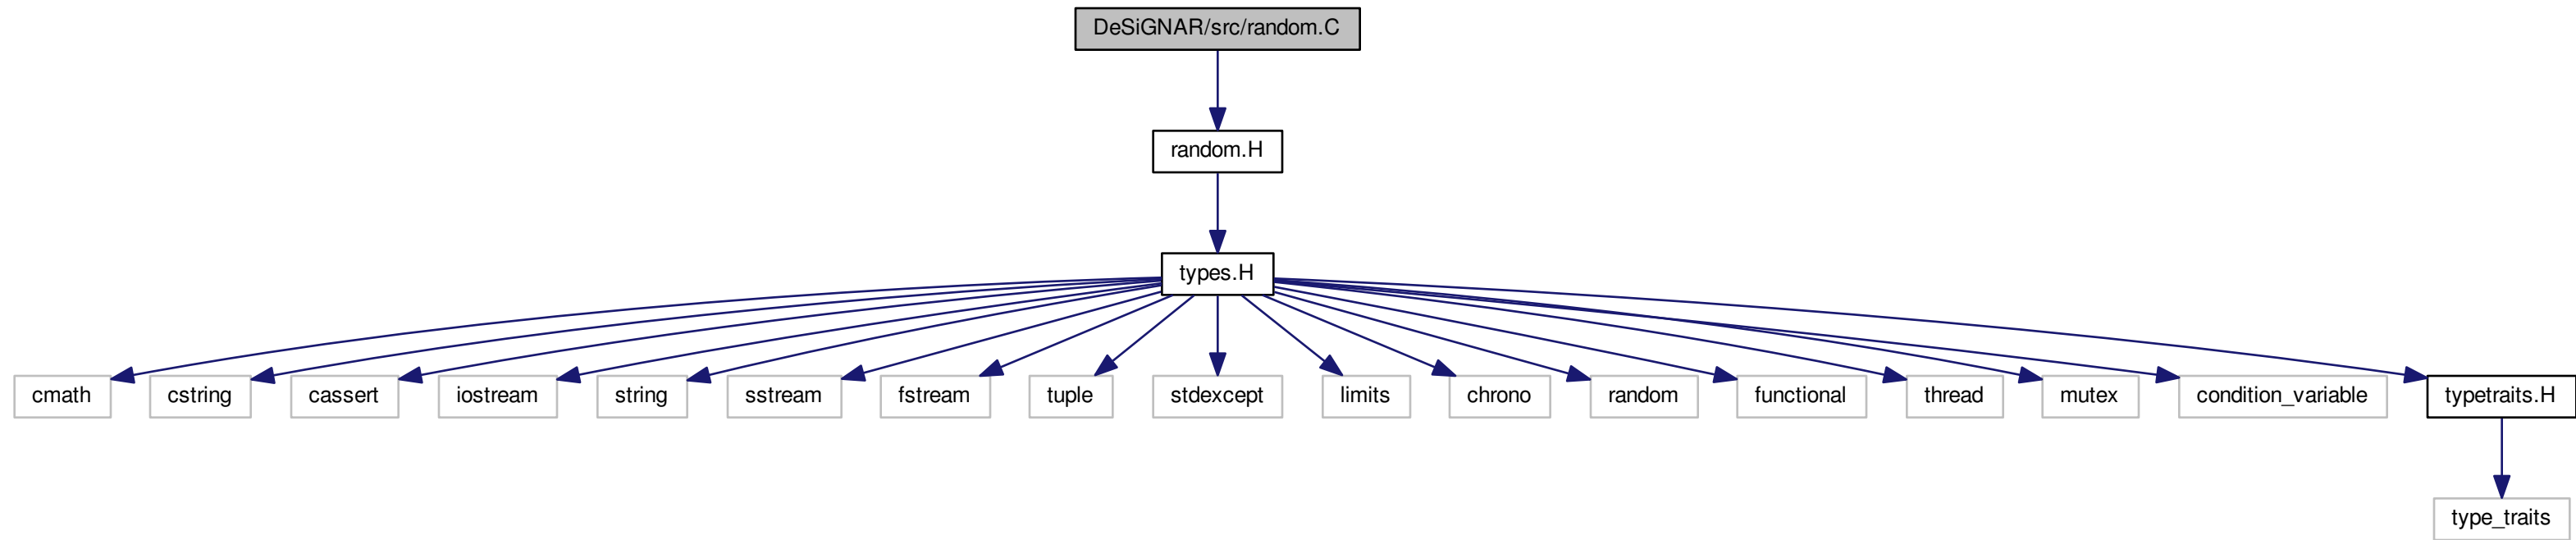 DeSiGNAR/src/random.C
random.H
types.H
cmath
cstring
cassert
iostream
string
sstream
fstream
tuple
stdexcept
limits
chrono
random
functional
thread
mutex
condition_variable
typetraits.H
type_traits